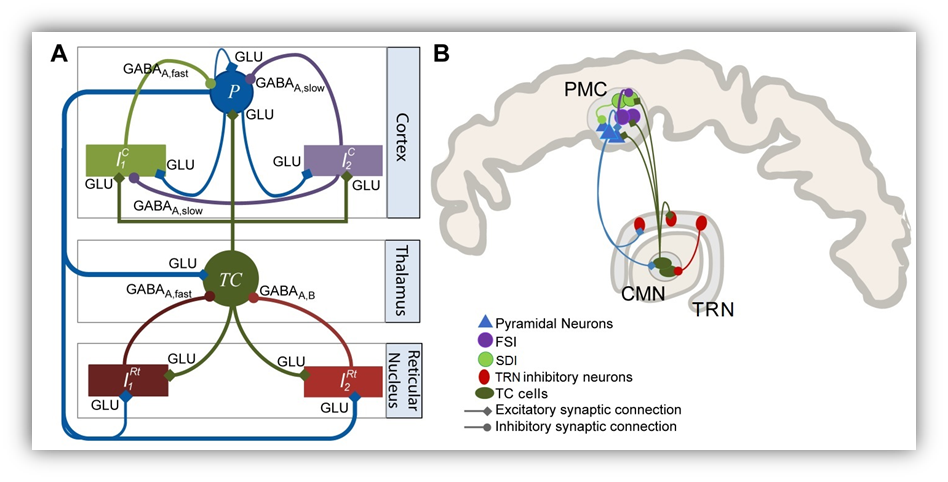 A
GLU
GABA_A,fast
GABA_A,slow
P
GLU
I_1^C
GLU
GLU
I_2^C
GLU
GLU
GABA_A,slow
Cortex
GLU
TC
GABA_A,fast
GABA_A,B
Thalamus
GLU
GLU
I_1^Rt
I_2^Rt
GLU
GLU
Reticular
Nucleus
B
PMC
CMN
TRN
Pyramidal Neurons
FSI
SDI
TRN inhibitory neurons
TC cells
Excitatory synaptic connection
Inhibitory synaptic connection